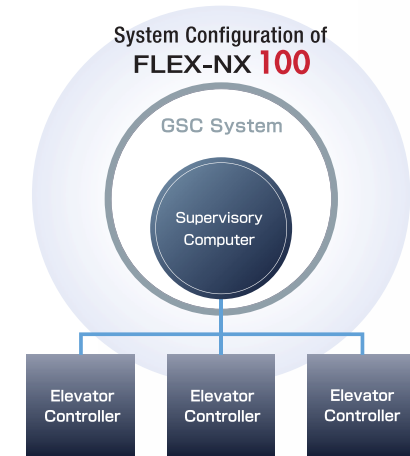 System Configuration of
FLEX-NX 100
GSC System
Supervisory
Computer
Elevator
Controller
Elevator
Controller
Elevator
Controller